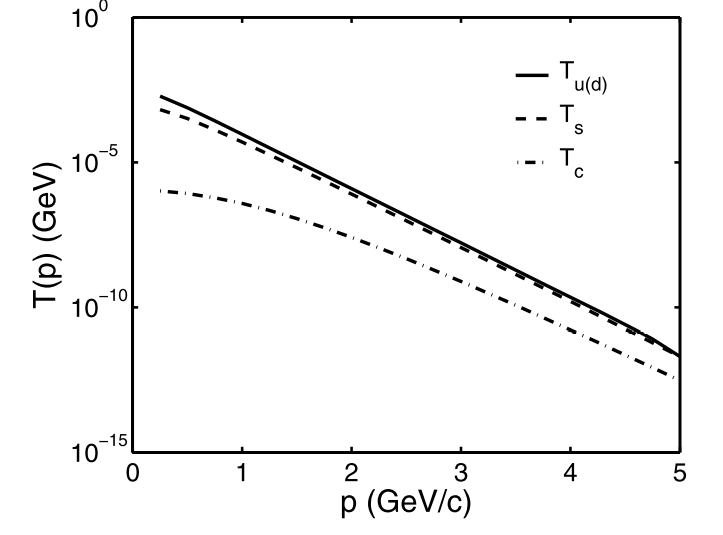 10^0
T_u(d)
T_s
T_c
10^−5
T(p) (GeV)
10^−10
10^−15
0 1 2 3 4 5
p (GeV/c)